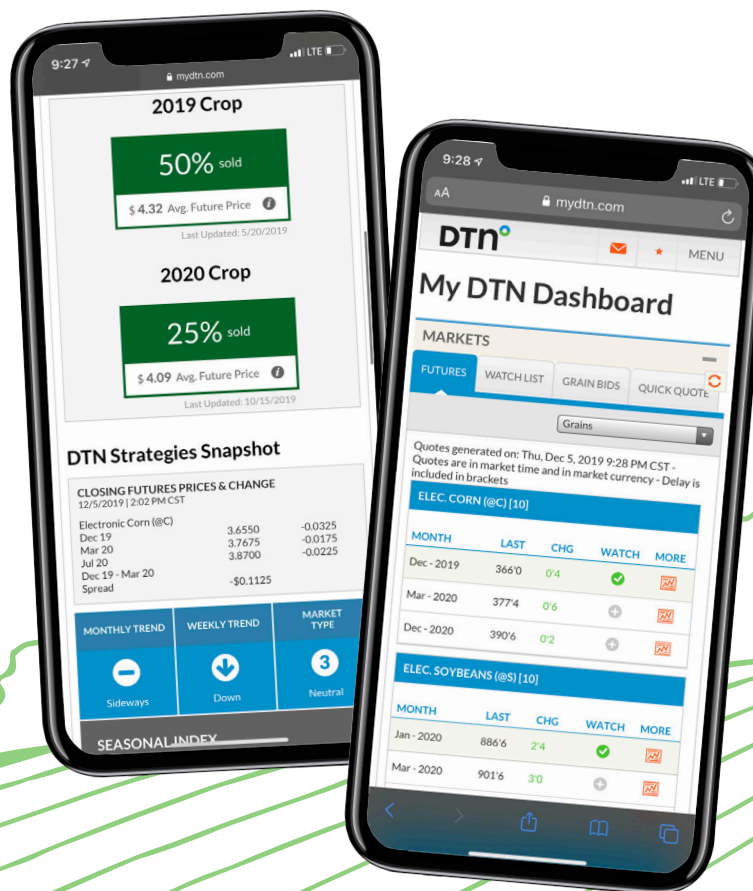 9:27
LTE
mydtn.com
2019 Crop
50% sold
$ 4.32 Avg. Future Price i
Last Updated: 5/20/2019
2020 Crop
25% sold
$ 4.09 Avg. Future Price i
Last Updated: 10/15/2019
DTN Strategies Snapshot
CLOSING FUTURES PRICES & CHANGE
12/5/2019 | 2:02 PM CST
Electronic Corn (@C)
Dec 19 3.6550 -0.0325
Mar 20 3.7675 -0.0175
Jul 20 3.8700 -0.0225
Dec 19 - Mar 20
Spread -$0.1125
MONTHLY TREND WEEKLY TREND MARKET TYPE
3
Sideways Down Neutral
SEASONAL INDEX
9:28
LTE
AA mydtn.com
DTN
MENU
My DTN Dashboard
MARKETS
FUTURES WATCH LIST GRAIN BIDS QUICK QUOTE
Grains
Quotes generated on: Thu, Dec 5, 2019 9:28 PM CST -
Quotes are in market time and in market currency - Delay is
included in brackets
ELEC. CORN (@C) [10]
MONTH LAST CHG WATCH MORE
Dec - 2019 366'0 0'4
Mar - 2020 377'4 0'6
Dec - 2020 390'6 0'2
ELEC. SOYBEANS (@S) [10]
MONTH LAST CHG WATCH MORE
Jan - 2020 886'6 2'4
Mar - 2020 901'6 3'0